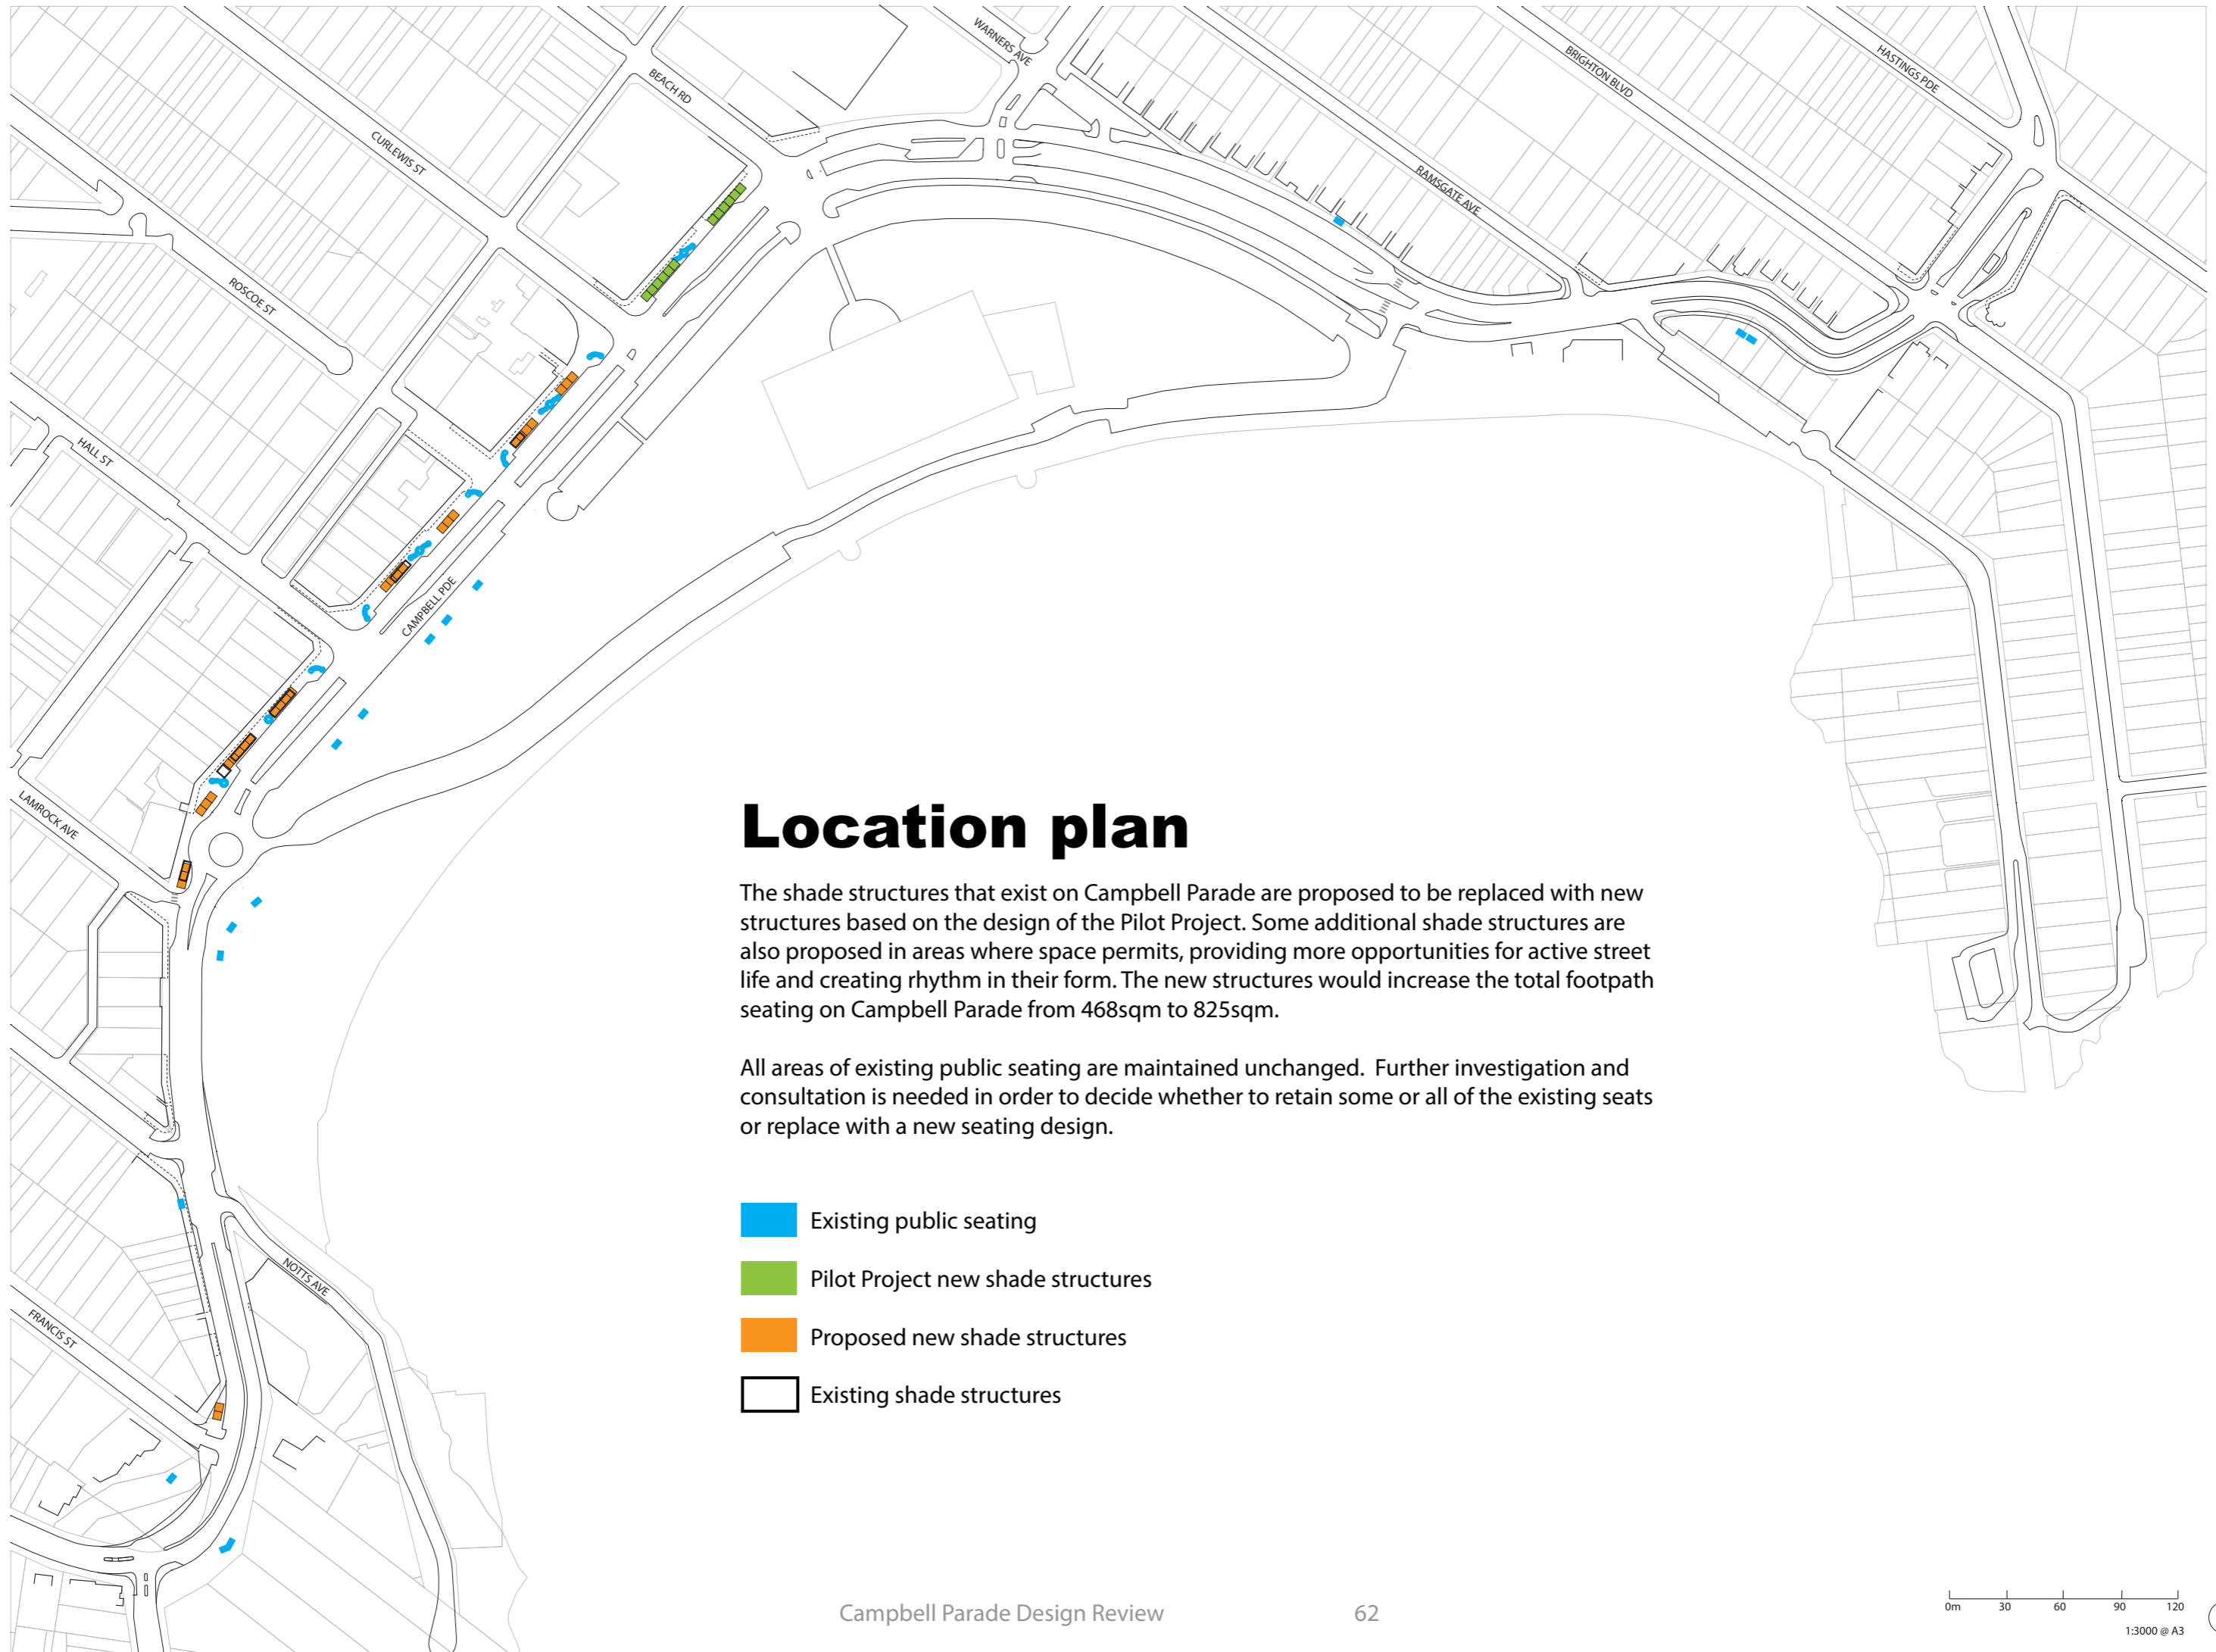 WARNERS AVE
BEACH RD
BRIGHTON BLVD
HASTINGS PDE
CURLEWIS ST
RAMSGATE AVE
ROSCOE ST
HALL ST
CAMPBELL PDE
LAMROCK AVE
NOTTS AVE
FRANCIS ST
Location plan
The shade structures that exist on Campbell Parade are proposed to be replaced with new
structures based on the design of the Pilot Project. Some additional shade structures are
also proposed in areas where space permits, providing more opportunities for active street
life and creating rhythm in their form. The new structures would increase the total footpath
seating on Campbell Parade from 468sqm to 825sqm.
All areas of existing public seating are maintained unchanged.  Further investigation and
consultation is needed in order to decide whether to retain some or all of the existing seats
or replace with a new seating design.
Existing public seating
Pilot Project new shade structures
Proposed new shade structures
Existing shade structures
Campbell Parade Design Review 62
0m 30 60 90 120
1:3000 @ A3